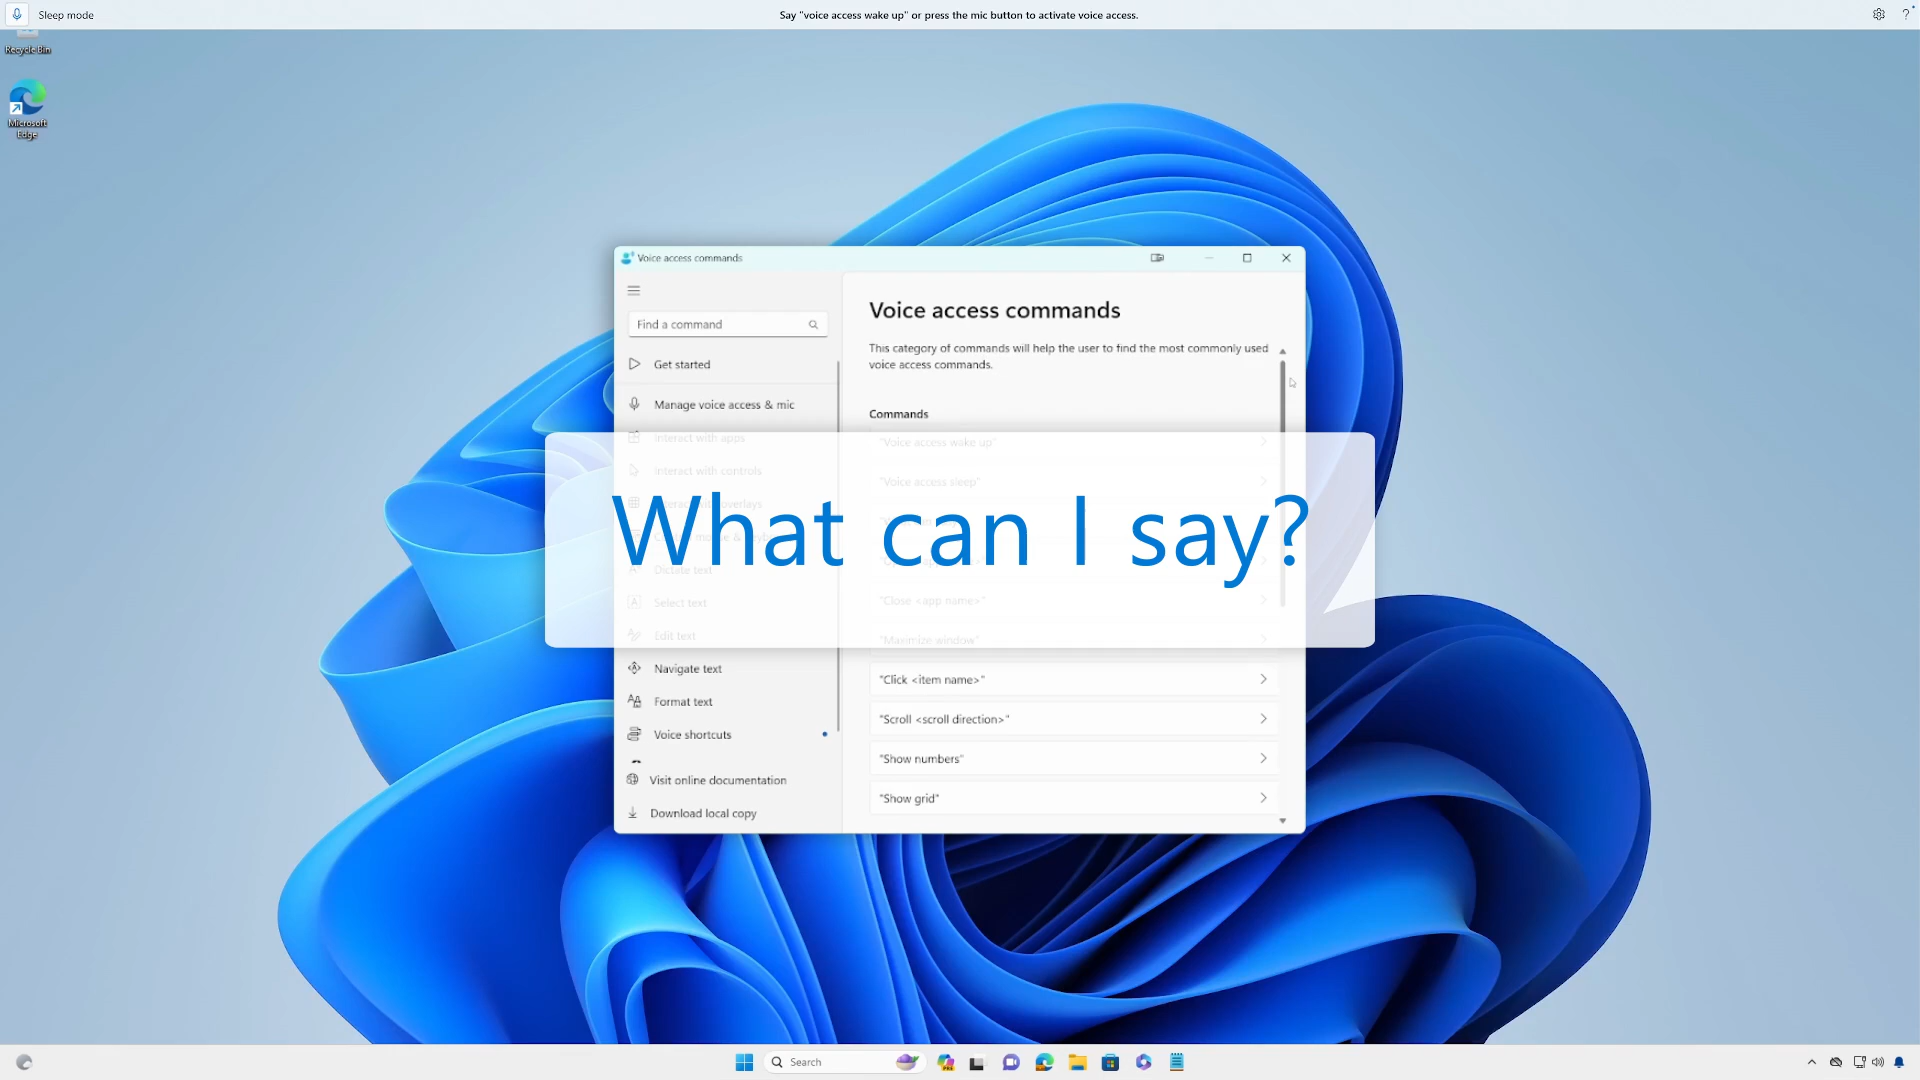 Sleep mode
Say "voice access wake up" or press the mic button to activate voice access.
Recycle Bin
Microsoft
Edge
Voice access commands
Find a command
Get started
Manage voice access & mic
Interact with apps
Interact with controls
Dictate text
Select text
Edit text
Navigate text
Format text
Voice shortcuts
Visit online documentation
Download local copy
Voice access commands
This category of commands will help the user to find the most commonly used
voice access commands.
Commands
"Voice access wake up"
"Voice access sleep"
What can I say?
"Close <app name>"
"Maximize window"
"Click <item name>"
"Scroll <scroll direction>"
"Show numbers"
"Show grid"
Search